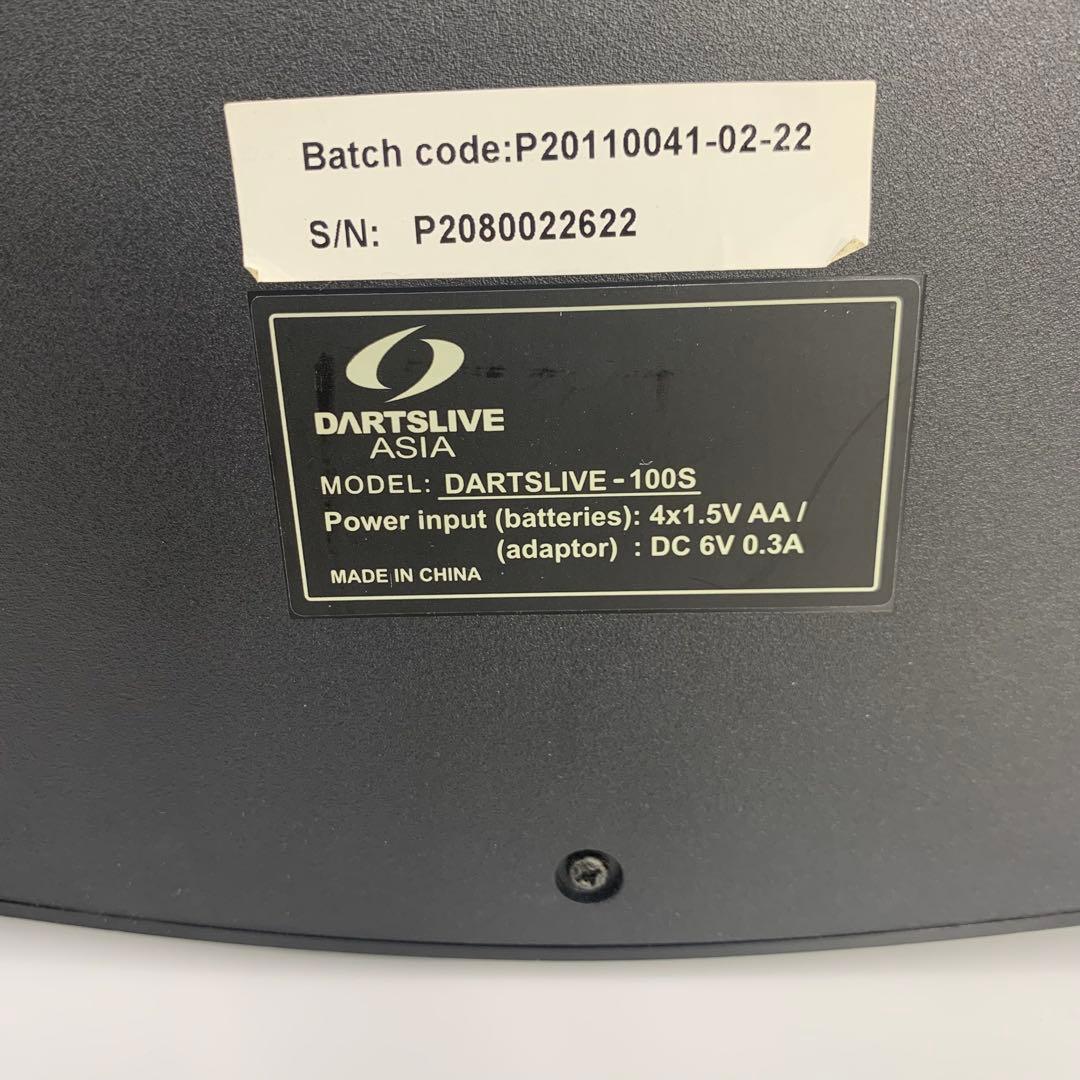 Batch code:P20110041-02-22
S/N: P2080022622
DARTSLIVE
ASIA
MODEL: DARTSLIVE-100S
Power input (batteries): 4x1.5V AA /
(adaptor) : DC 6V 0.3A
MADE IN CHINA